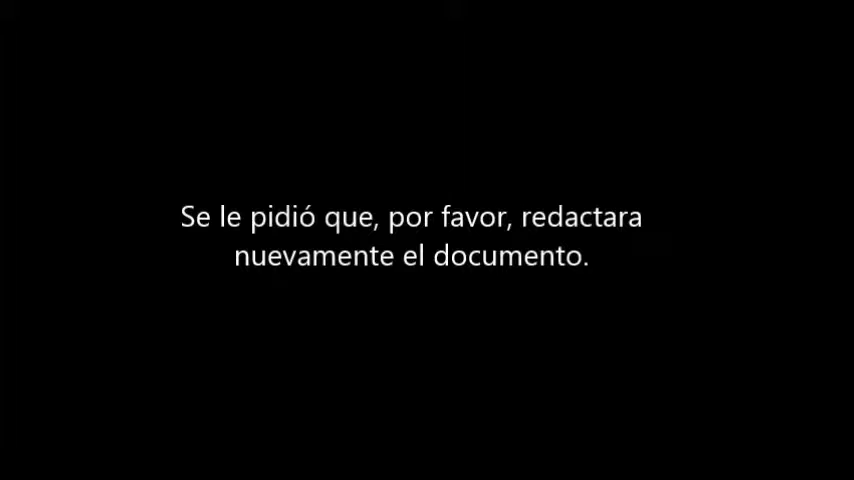 Se le pidió que, por favor, redactara
nuevamente el documento.